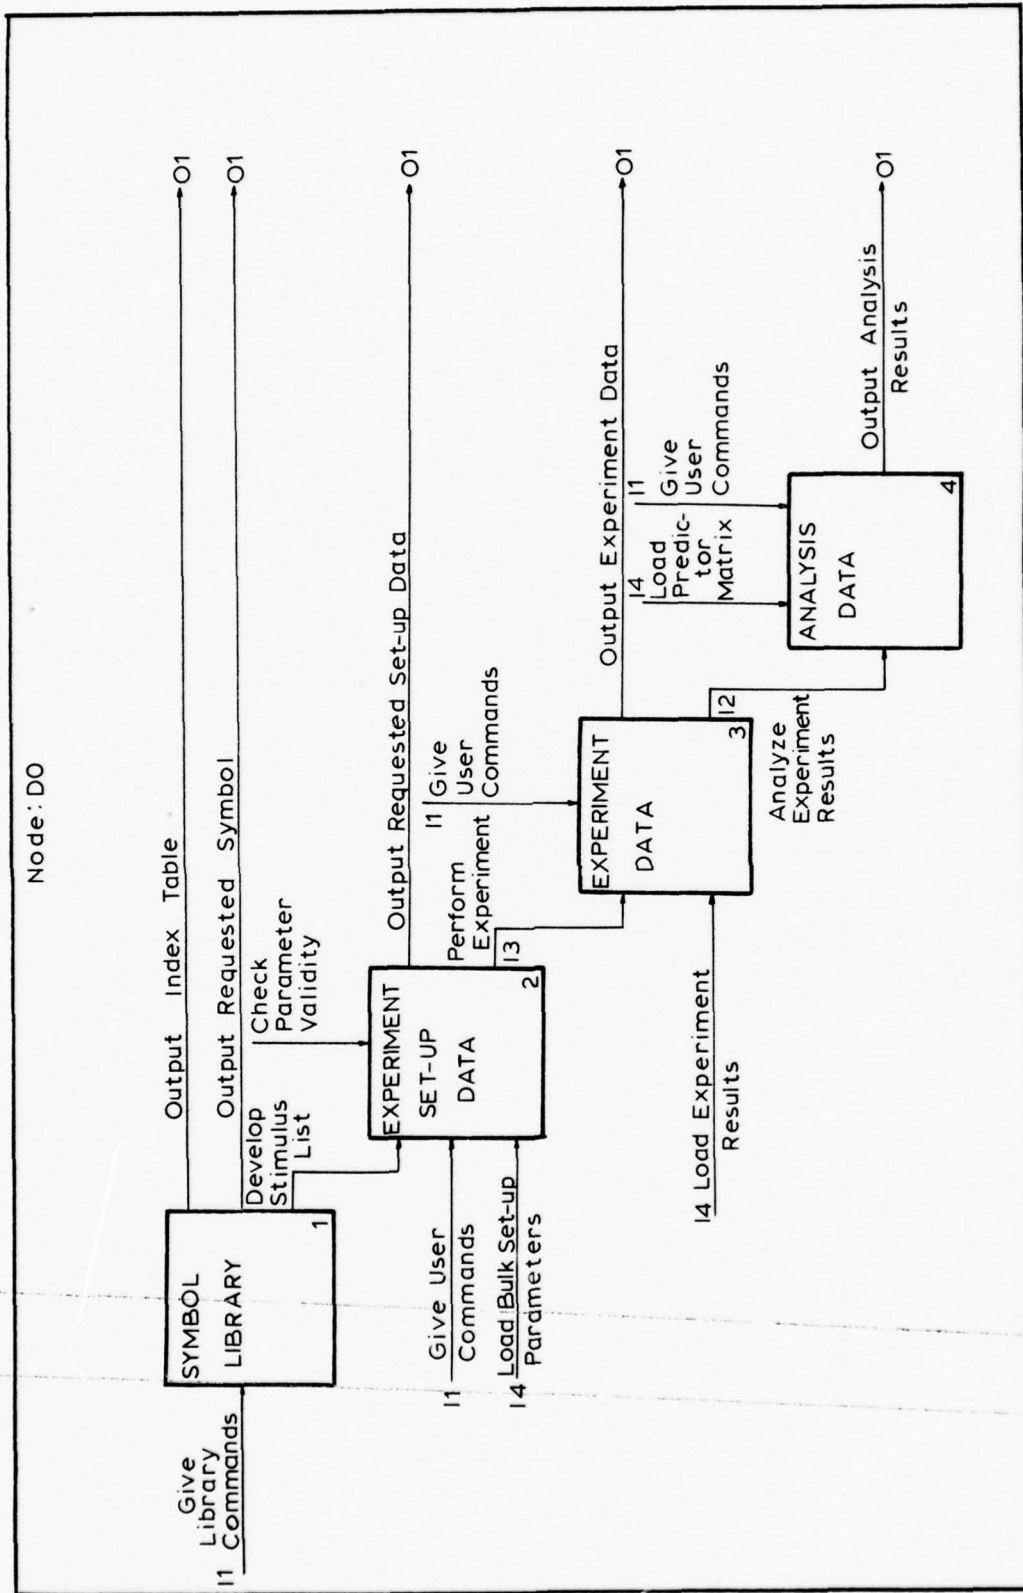 Node: DO
Output Index Table
O1
Output Requested Symbol
O1
Give
Library
I1 Commands
SYMBOL
LIBRARY
1
Develop
Stimulus
List
Check
Parameter
Validity
Output Requested Set-up Data
O1
I1
Give User
Commands
I4
Load Bulk Set-up
Parameters
EXPERIMENT
SET-UP
DATA
2
Perform
Experiment
I3
I1 Give
User
Commands
Output Experiment Data
O1
I4 Load Experiment
Results
EXPERIMENT
DATA
3
I2
Analyze
Experiment
Results
I4
Load
Predic-
tor
Matrix
I1
Give
User
Commands
ANALYSIS
DATA
4
Output Analysis
Results
O1